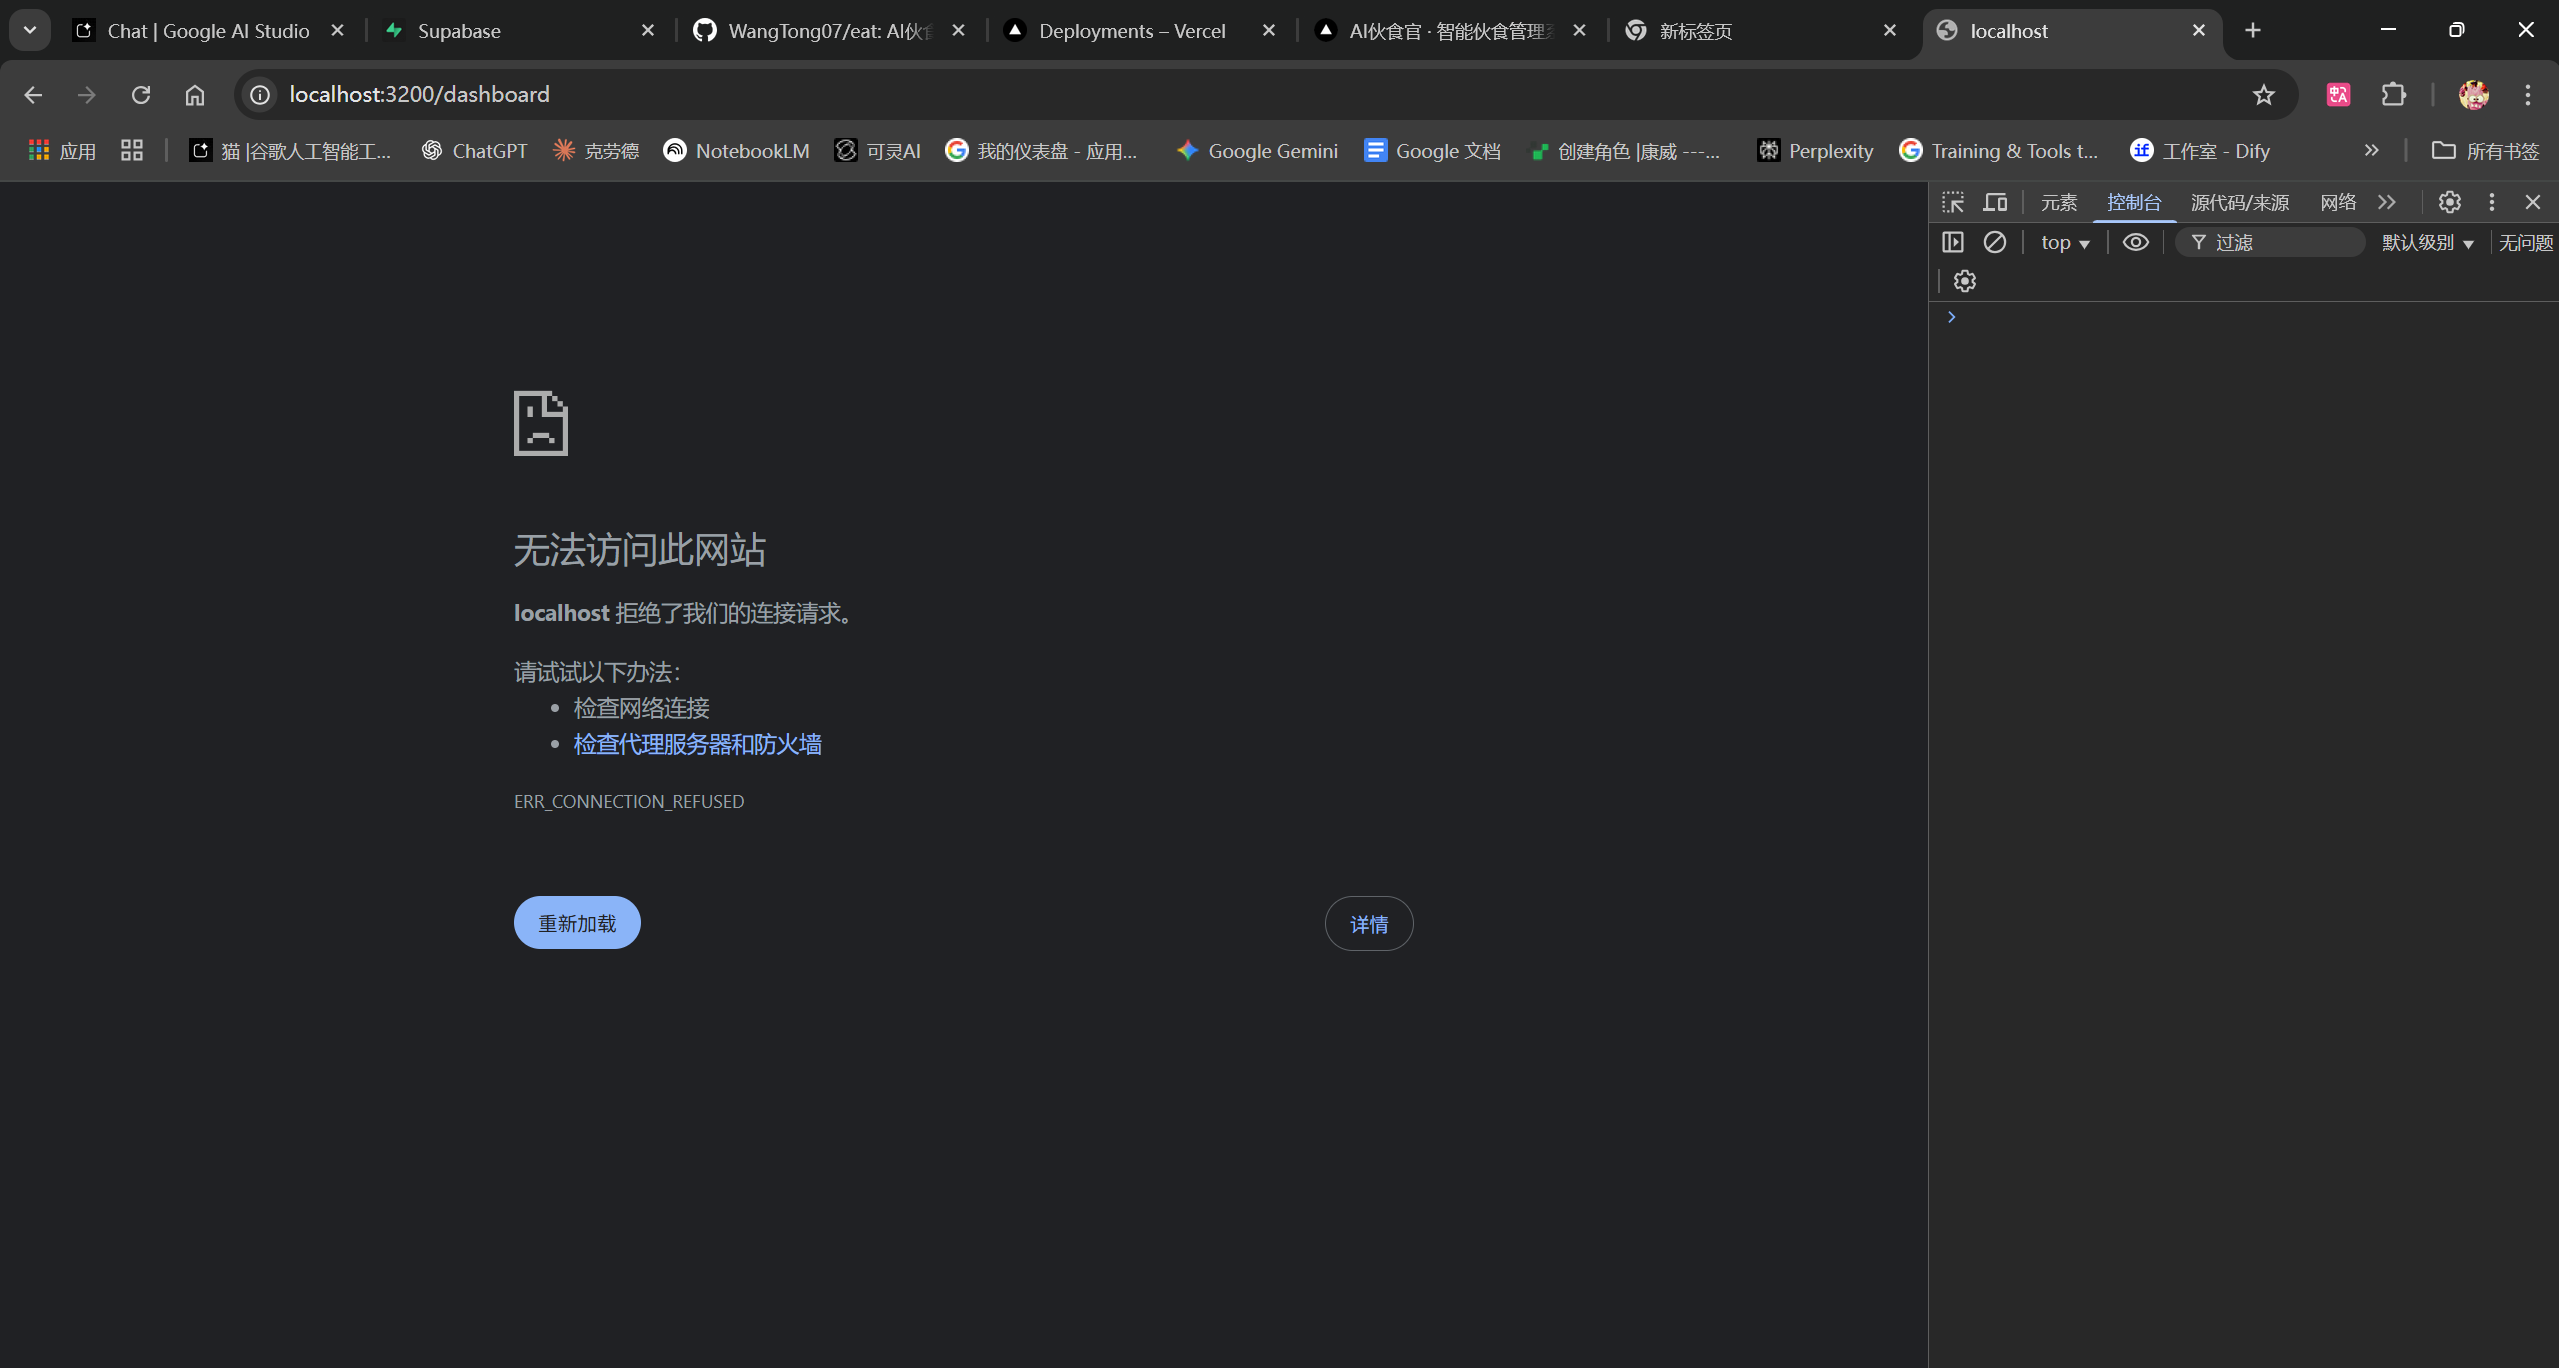 Chat | Google AI Studio
Supabase
WangTong07/eat: AI伙食
Deployments – Vercel
AI伙食官 · 智能伙食管理系
新标签页
localhost
localhost:3200/dashboard
应用
猫 |谷歌人工智能工...
ChatGPT
克劳德
NotebookLM
可灵AI
我的仪表盘 - 应用...
Google Gemini
Google 文档
创建角色 |康威 ---...
Perplexity
Training & Tools t...
工作室 - Dify
所有书签
元素
控制台
源代码/来源
网络
top
过滤
默认级别
无问题
无法访问此网站
localhost 拒绝了我们的连接请求。
请试试以下办法：
检查网络连接
检查代理服务器和防火墙
ERR_CONNECTION_REFUSED
重新加载
详情